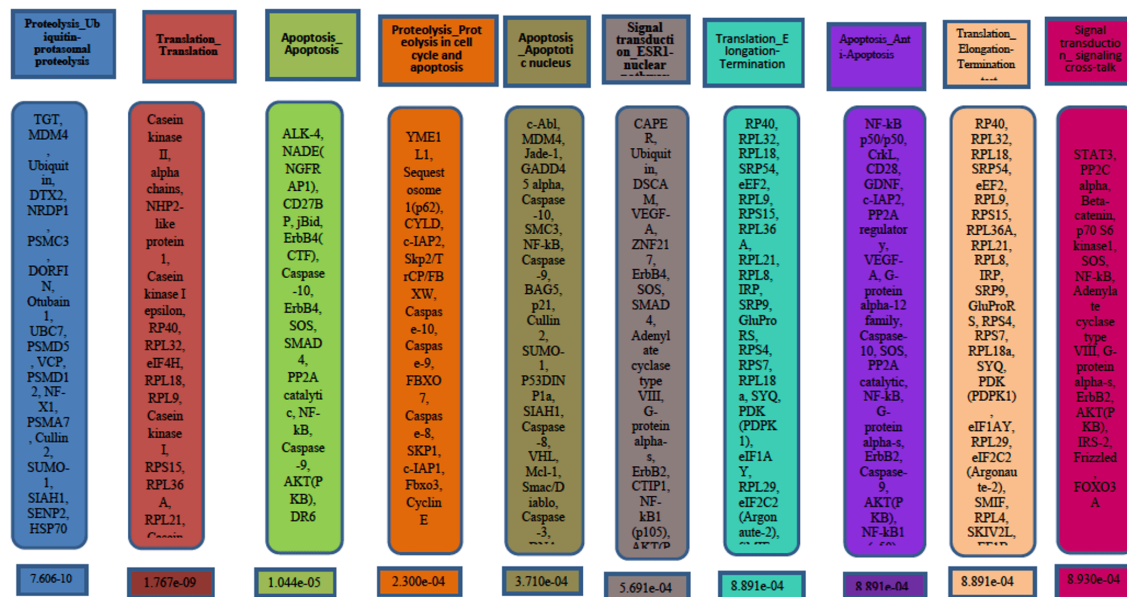 Proteolysis_Ub
iquitin-
protasomal
proteolysis
Translation_
Translation
Apoptosis_
Apoptosis
Proteolysis_Prot
eolysis in cell
cycle and
apoptosis
Apoptosis
_Apoptoti
c nucleus
Signal
transducti
on_ESR1-
nuclear
Translation_E
longation-
Termination
Apoptosis_Ant
i-Apoptosis
Translation_
Elongation-
Termination
Signal
transductio
n_ signaling
cross-talk
TGT,
MDM4
,
Ubiquit
in,
DTX2,
NRDP1
,
PSMC3
,
DORFI
N,
Otubain
1,
UBC7,
PSMD5
, VCP,
PSMD1
2, NF-
X1,
PSMA7
, Cullin
2,
SUMO-
1,
SIAH1,
SENP2,
HSP70
Casein
kinase
II,
alpha
chains,
NHP2-
like
protein
1,
Casein
kinase I
epsilon,
RP40,
RPL32,
eIF4H,
RPL18,
RPL9,
Casein
kinase
I,
RPS15,
RPL36
A,
RPL21,
Casein
ALK-4,
NADE(
NGFR
AP1),
CD27B
P, jBid,
ErbB4(
CTF),
Caspase
-10,
ErbB4,
SOS,
SMAD
4,
PP2A
catalyti
c, NF-
kB,
Caspase
-9,
AKT(P
KB),
DR6
YME1
L1,
Sequest
osome
1(p62),
CYLD,
c-IAP2,
Skp2/T
rCP/FB
XW,
Caspas
e-10,
Caspas
e-9,
FBXO
7,
Caspas
e-8,
SKP1,
c-IAP1,
Fbxo3,
Cyclin
E
c-Abl,
MDM4,
Jade-1,
GADD4
5 alpha,
Caspase
-10,
SMC3,
NF-kB,
Caspase
-9,
BAG5,
p21,
Cullin
2,
SUMO-
1,
P53DIN
P1a,
SIAH1,
Caspase
-8,
VHL,
Mcl-1,
Smac/D
iablo,
Caspase
-3,
CAPE
R,
Ubiquit
in,
DSCA
M,
VEGF-
A,
ZNF21
7,
ErbB4,
SOS,
SMAD
4,
Adenyl
ate
cyclase
type
VIII,
G-
protein
alpha-
s,
ErbB2,
CTIP1,
NF-
kB1
(p105),
AKT(P
RP40,
RPL32,
RPL18,
SRP54,
eEF2,
RPL9,
RPS15,
RPL36
A,
RPL21,
RPL8,
IRP,
SRP9,
GluPro
RS,
RPS4,
RPS7,
RPL18
a, SYQ,
PDK
(PDPK
1),
eIF1A
Y,
RPL29,
eIF2C2
(Argon
aute-2),
SMIF
NF-kB
p50/p50,
CrkL,
CD28,
GDNF,
c-IAP2,
PP2A
regulator
y,
VEGF-
A, G-
protein
alpha-12
family,
Caspase-
10, SOS,
PP2A
catalytic,
NF-kB,
G-
protein
alpha-s,
ErbB2,
Caspase-
9,
AKT(P
KB),
NF-kB1
RP40,
RPL32,
RPL18,
SRP54,
eEF2,
RPL9,
RPS15,
RPL36A,
RPL21,
RPL8,
IRP,
SRP9,
GluProR
S, RPS4,
RPS7,
RPL18a,
SYQ,
PDK
(PDPK1)
,
eIF1AY,
RPL29,
eIF2C2
(Argona
ute-2),
SMIF,
RPL4,
SKIV2L,
STAT3,
PP2C
alpha,
Beta-
catenin,
p70 S6
kinase1,
SOS,
NF-kB,
Adenyla
te
cyclase
type
VIII, G-
protein
alpha-s,
ErbB2,
AKT(P
KB),
IRS-2,
Frizzled
,
FOXO3
A
7.606-10
1.767e-09
1.044e-05
2.300e-04
3.710e-04
5.691e-04
8.891e-04
8.891e-04
8.891e-04
8.930e-04